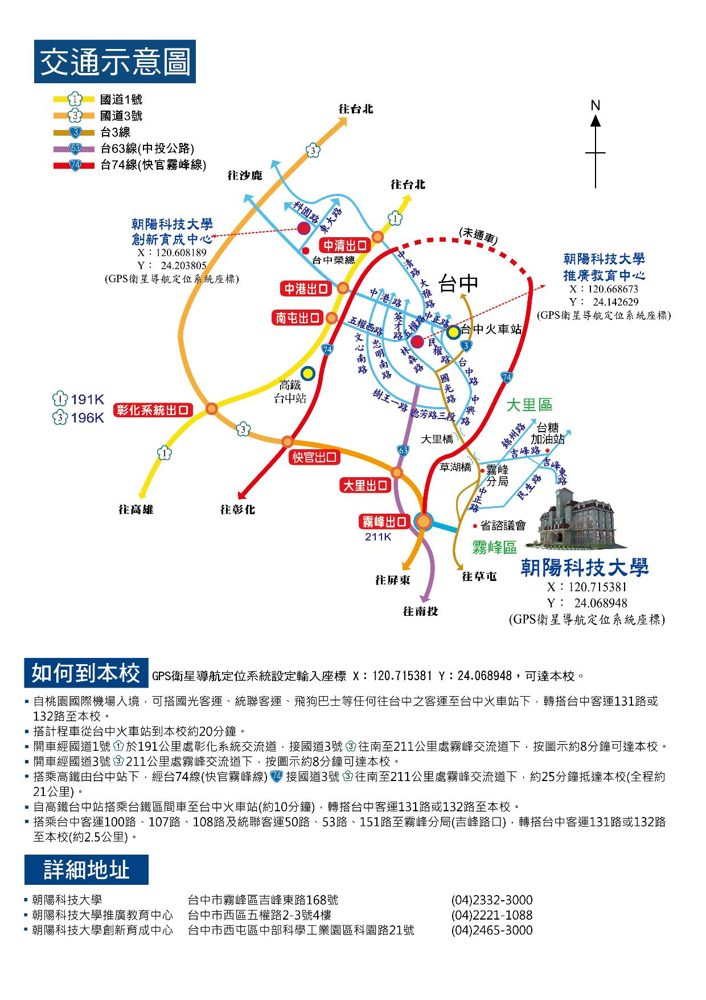 交通示意圖
1 國道1號
3 國道3號
3 台3線
63 台63線(中投公路)
74 台74線(快官霧峰線)
往台北
N
3
往沙鹿
往台北
科園路
東大路
1
朝陽科技大學
創新育成中心
X：120.608189
Y： 24.203805
(GPS衛星導航定位系統座標)
中清出口
台中榮總
(未通車)
中清路
大雅路
台中
朝陽科技大學
推廣教育中心
X：120.668673
Y： 24.142629
(GPS衛星導航定位系統座標)
中港出口
中港路
南屯出口
五權西路
英才路
五權路
中正路
台中火車站
文心南路
忠明南路
林森路
民權路
3
台中路
74
高鐵
台中站
國光路
74
1 191K
3 196K
彰化系統出口
樹王一路
德芳路三段
中興路
大里區
3
大里橋
錦州路
台糖
加油站
1
快官出口
63
吉峰路
吉峰東路
草湖橋
霧峰
分局
大里出口
中正路
民生路
往高雄
往彰化
霧峰出口
211K
省諮議會
霧峰區
朝陽科技大學
X：120.715381
Y： 24.068948
(GPS衛星導航定位系統座標)
往屏東
往草屯
往南投
如何到本校 GPS衛星導航定位系統設定輸入座標 X：120.715381 Y：24.068948，可達本校。
▪ 自桃園國際機場入境，可搭國光客運、統聯客運、飛狗巴士等任何往台中之客運至台中火車站下，轉搭台中客運131路或
132路至本校。
▪ 搭計程車從台中火車站到本校約20分鐘。
▪ 開車經國道1號 1 於191公里處彰化系統交流道，接國道3號 3 往南至211公里處霧峰交流道下，按圖示約8分鐘可達本校。
▪ 開車經國道3號 3 211公里處霧峰交流道下，按圖示約8分鐘可達本校。
▪ 搭乘高鐵由台中站下，經台74線(快官霧峰線) 74 接國道3號 3 往南至211公里處霧峰交流道下，約25分鐘抵達本校(全程約
21公里)。
▪ 自高鐵台中站搭乘台鐵區間車至台中火車站(約10分鐘)，轉搭台中客運131路或132路至本校。
▪ 搭乘台中客運100路、107路、108路及統聯客運50路、53路、151路至霧峰分局(吉峰路口)，轉搭台中客運131路或132路
至本校(約2.5公里)。
詳細地址
▪ 朝陽科技大學 台中市霧峰區吉峰東路168號 (04)2332-3000
▪ 朝陽科技大學推廣教育中心 台中市西區五權路2-3號4樓 (04)2221-1088
▪ 朝陽科技大學創新育成中心 台中市西屯區中部科學工業園區科園路21號 (04)2465-3000